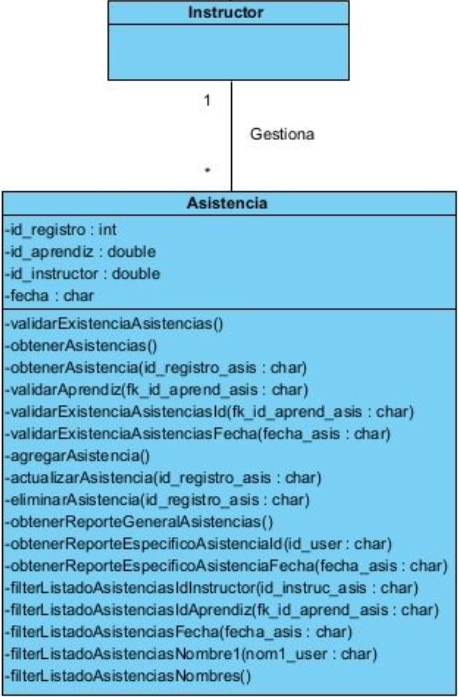 Instructor
1
Gestiona
*
Asistencia
-id_registro : int
-id_aprendiz : double
-id_instructor : double
-fecha : char
-validarExistenciaAsistencias()
-obtenerAsistencias()
-obtenerAsistencia(id_registro_asis : char)
-validarAprendiz(fk_id_aprend_asis : char)
-validarExistenciaAsistenciasId(fk_id_aprend_asis : char)
-validarExistenciaAsistenciasFecha(fecha_asis : char)
-agregarAsistencia()
-actualizarAsistencia(id_registro_asis : char)
-eliminarAsistencia(id_registro_asis : char)
-obtenerReporteGeneralAsistencias()
-obtenerReporteEspecificoAsistenciaId(id_user : char)
-obtenerReporteEspecificoAsistenciaFecha(fecha_asis : char)
-filterListadoAsistenciasIdInstructor(id_instruc_asis : char)
-filterListadoAsistenciasIdAprendiz(fk_id_aprend_asis : char)
-filterListadoAsistenciasFecha(fecha_asis : char)
-filterListadoAsistenciasNombre1(nom1_user : char)
-filterListadoAsistenciasNombres()